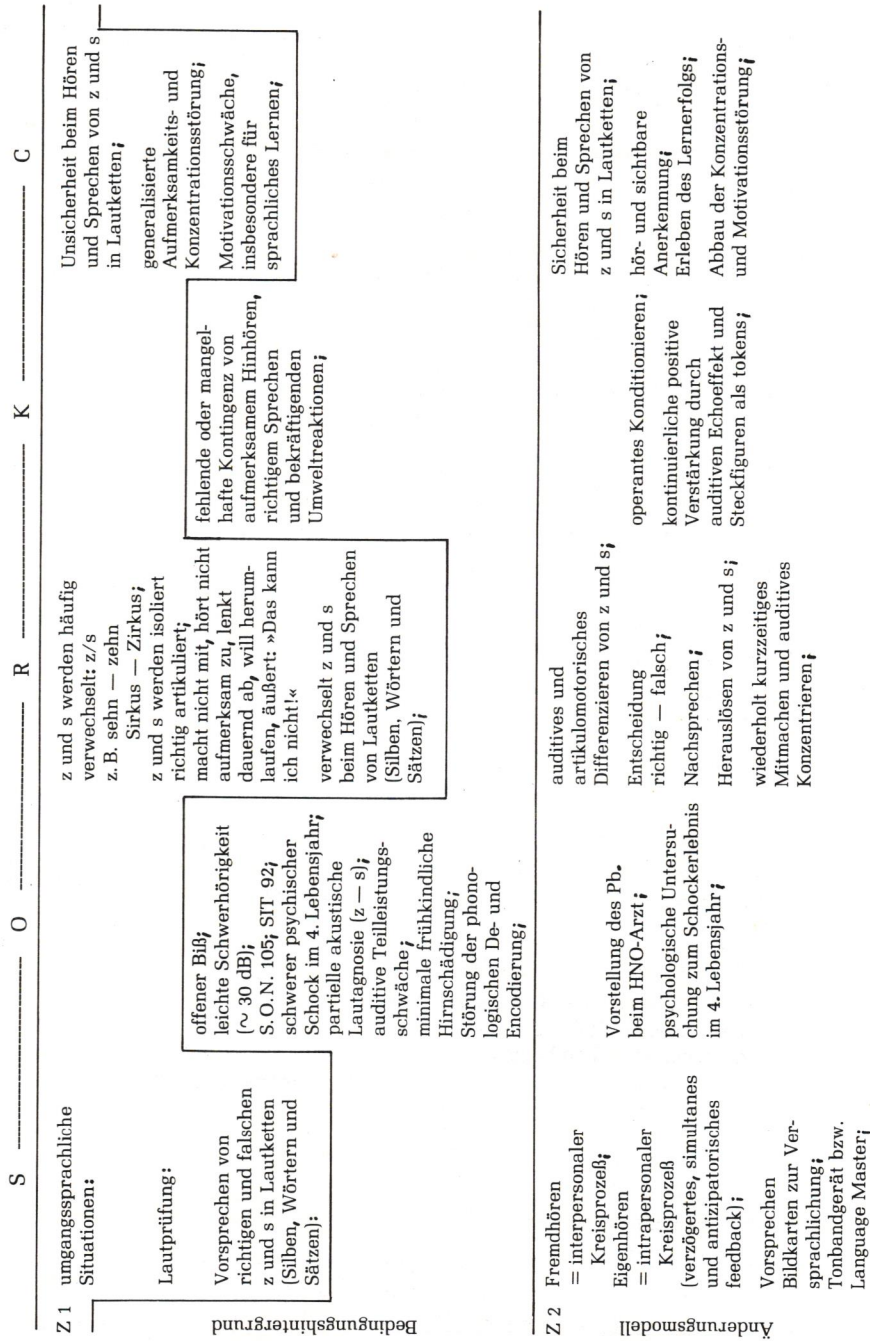 S ---------- O ---------- R ---------- K ---------- C
Z 1
Bedingungshintergrund
umgangssprachliche
Situationen:
Lautprüfung:
Vorsprechen von
richtigen und falschen
z und s in Lautketten
(Silben, Wörtern und
Sätzen):
offener Biß;
leichte Schwerhörigkeit
(~ 30 dB);
S. O. N. 105; SIT 92;
schwerer psychischer
Schock im 4. Lebensjahr;
partielle akustische
Lautagnosie (z — s);
auditive Teilleistungs-
schwäche;
minimale frühkindliche
Hirnschädigung;
Störung der phono-
logischen De- und
Encodierung;
z und s werden häufig
verwechselt: z/s
z. B. sehn — zehn
Sirkus — Zirkus;
z und s werden isoliert
richtig artikuliert;
macht nicht mit, hört nicht
aufmerksam zu, lenkt
dauernd ab, will herum-
laufen, äußert: »Das kann
ich nicht!«
verwechselt z und s
beim Hören und Sprechen
von Lautketten
(Silben, Wörtern und
Sätzen);
fehlende oder mangel-
hafte Kontingenz von
aufmerksamem Hinhören,
richtigem Sprechen
und bekräftigenden
Umweltreaktionen;
Unsicherheit beim Hören
und Sprechen von z und s
in Lautketten;
generalisierte
Aufmerksamkeits- und
Konzentrationsstörung;
Motivationsschwäche,
insbesondere für
sprachliches Lernen;
Z 2
Änderungsmodell
Fremdhören
= interpersonaler
Kreisprozeß;
Eigenhören
= intrapersonaler
Kreisprozeß
(verzögertes, simultanes
und antizipatorisches
feedback);
Vorsprechen
Bildkarten zur Ver-
sprachlichung;
Tonbandgerät bzw.
Language Master;
Vorstellung des Pb.
beim HNO-Arzt;
psychologische Untersu-
chung zum Schockerlebnis
im 4. Lebensjahr;
auditives und
artikulomotorisches
Differenzieren von z und s;
Entscheidung
richtig — falsch;
Nachsprechen;
Herauslösen von z und s;
wiederholt kurzzeitiges
Mitmachen und auditives
Konzentrieren;
operantes Konditionieren;
kontinuierliche positive
Verstärkung durch
auditiven Echoeffekt und
Steckfiguren als tokens;
Sicherheit beim
Hören und Sprechen von
z und s in Lautketten;
hör- und sichtbare
Anerkennung;
Erleben des Lernerfolgs;
Abbau der Konzentrations-
und Motivationsstörung;